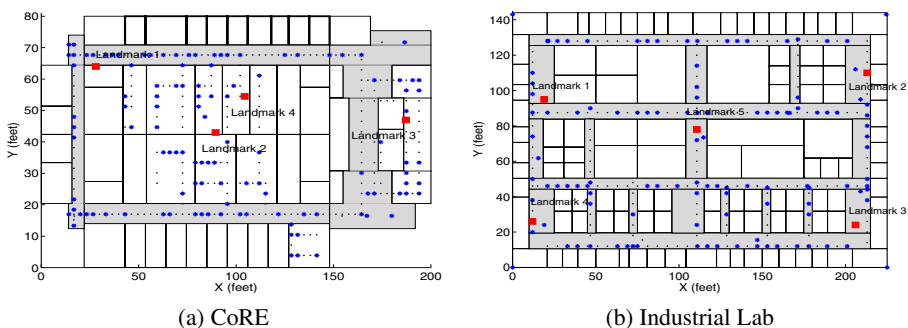 80
70
60
50
40
30
20
10
0
Y (feet)
Landmark 1
Landmark 4
Landmark 3
Landmark 2
0
50
100
150
200
X (feet)
(a) CoRE
140
120
100
80
60
40
20
0
Y (feet)
Landmark 1
Landmark 2
Landmark 5
Landmark 4
Landmark 3
0
50
100
150
200
X (feet)
(b) Industrial Lab